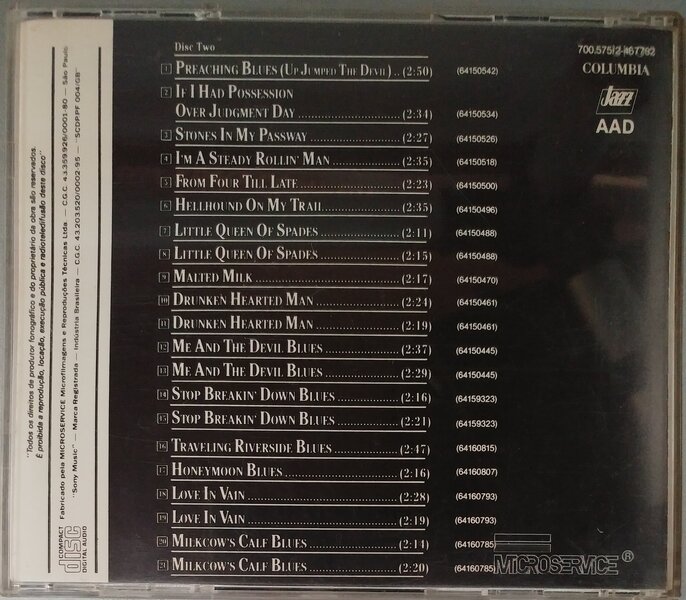 Disc Two
1 PREACHING BLUES (UP JUMPED THE DEVIL) .. (2:50) (64150542)
2 IF I HAD POSSESSION
OVER JUDGMENT DAY (2:34) (64150534)
3 STONES IN MY PASSWAY (2:27) (64150526)
4 I'M A STEADY ROLLIN' MAN (2:35) (64150518)
5 FROM FOUR TILL LATE (2:23) (64150500)
6 HELLHOUND ON MY TRAIL (2:35) (64150496)
7 LITTLE QUEEN OF SPADES (2:11) (64150488)
8 LITTLE QUEEN OF SPADES (2:15) (64150488)
9 MALTED MILK (2:17) (64150470)
10 DRUNKEN HEARTED MAN (2:24) (64150461)
11 DRUNKEN HEARTED MAN (2:19) (64150461)
12 ME AND THE DEVIL BLUES (2:37) (64150445)
13 ME AND THE DEVIL BLUES (2:29) (64150445)
14 STOP BREAKIN' DOWN BLUES (2:16) (64159323)
15 STOP BREAKIN' DOWN BLUES (2:21) (64159323)
16 TRAVELING RIVERSIDE BLUES (2:47) (64160815)
17 HONEYMOON BLUES (2:16) (64160807)
18 LOVE IN VAIN (2:28) (64160793)
19 LOVE IN VAIN (2:19) (64160793)
20 MILKCOW'S CALF BLUES (2:14) (64160785)
21 MILKCOW'S CALF BLUES (2:20) (64160785)
700.575/2-467792
COLUMBIA
Jazz
AAD
MICROSERVICE ®
"Todos os direitos de produtor fonográfico e do proprietário da obra são reservados.
É proibida a reprodução, locação, execução pública e radioteledifusão deste disco"
Fabricado pela MICROSERVICE Microfilmagens e Reproduções Técnicas Ltda. — C.G.C. 43.359.926/0001-80 — São Paulo
"Sony Music" — Marca Registrada — Indústria Brasileira — C.G.C. 43.203.520/0002-95 — "SCDP.PF 004/GB"
COMPACT
disc
DIGITAL AUDIO